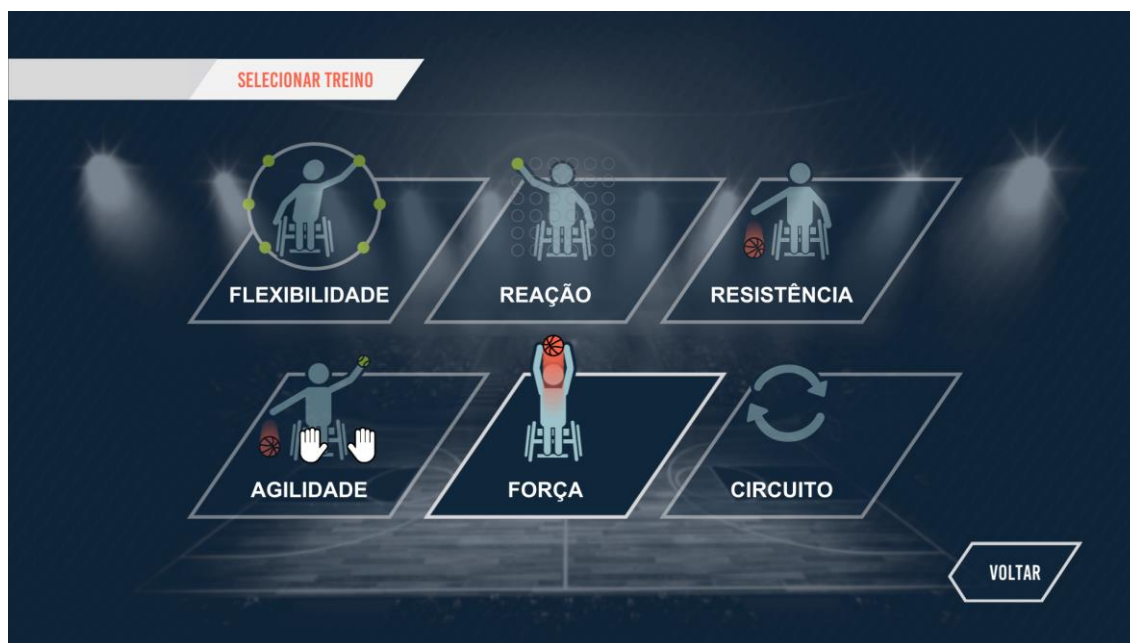 SELECIONAR TREINO
FLEXIBILIDADE
REAÇÃO
RESISTÊNCIA
AGILIDADE
FORÇA
CIRCUITO
VOLTAR